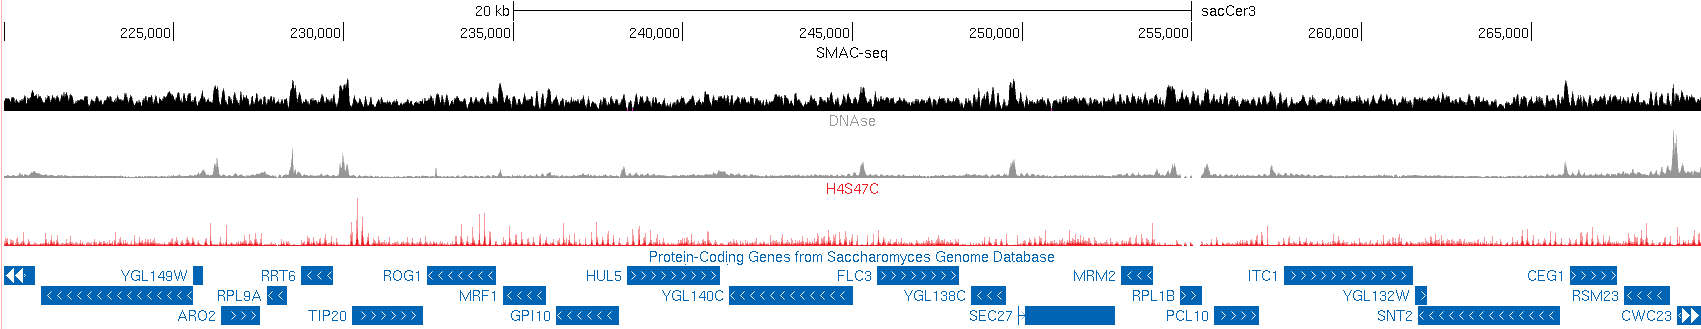 20 kb sacCer3
225,000 230,000 235,000 240,000 245,000 250,000 255,000 260,000 265,000
SMAC-seq
DNAse
H4S47C
Protein-Coding Genes from Saccharomyces Genome Database
YGL149W RRT6 ROG1 HUL5 FLC3 MRM2 ITC1 CEG1
RPL9A MRF1 YGL140C YGL138C RPL1B YGL132W RSM23
ARO2 TIP20 GPI10 SEC27 PCL10 SNT2 CWC23